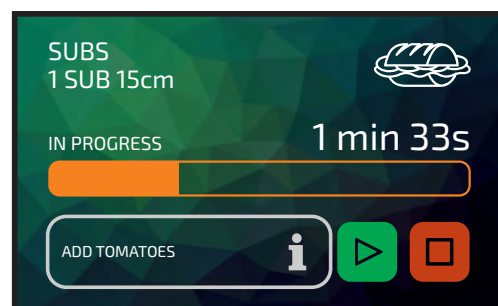 SUBS
1 SUB 15cm
IN PROGRESS
1 min 33s
ADD TOMATOES